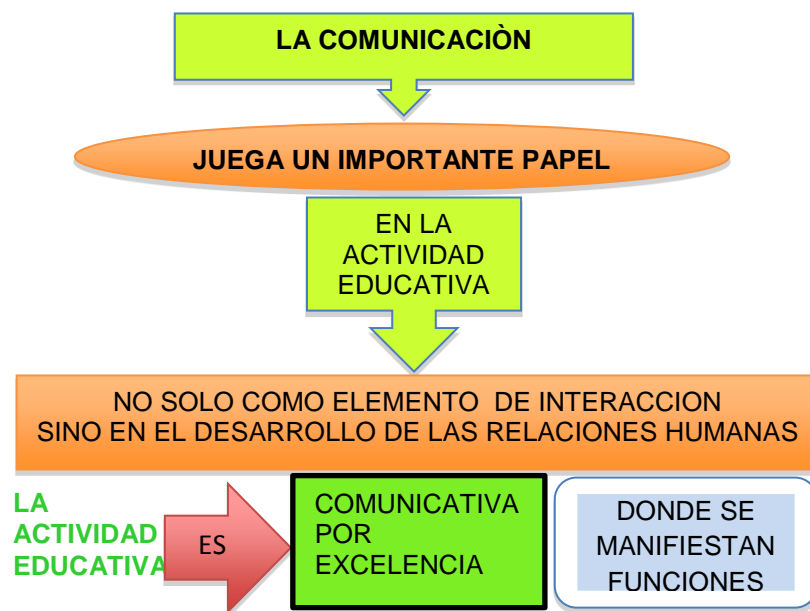 LA COMUNICACIÒN
JUEGA UN IMPORTANTE PAPEL
EN LA
ACTIVIDAD
EDUCATIVA
NO SOLO COMO ELEMENTO DE INTERACCION
SINO EN EL DESARROLLO DE LAS RELACIONES HUMANAS
LA
ACTIVIDAD
EDUCATIVA
ES
COMUNICATIVA
POR
EXCELENCIA
DONDE SE
MANIFIESTAN
FUNCIONES